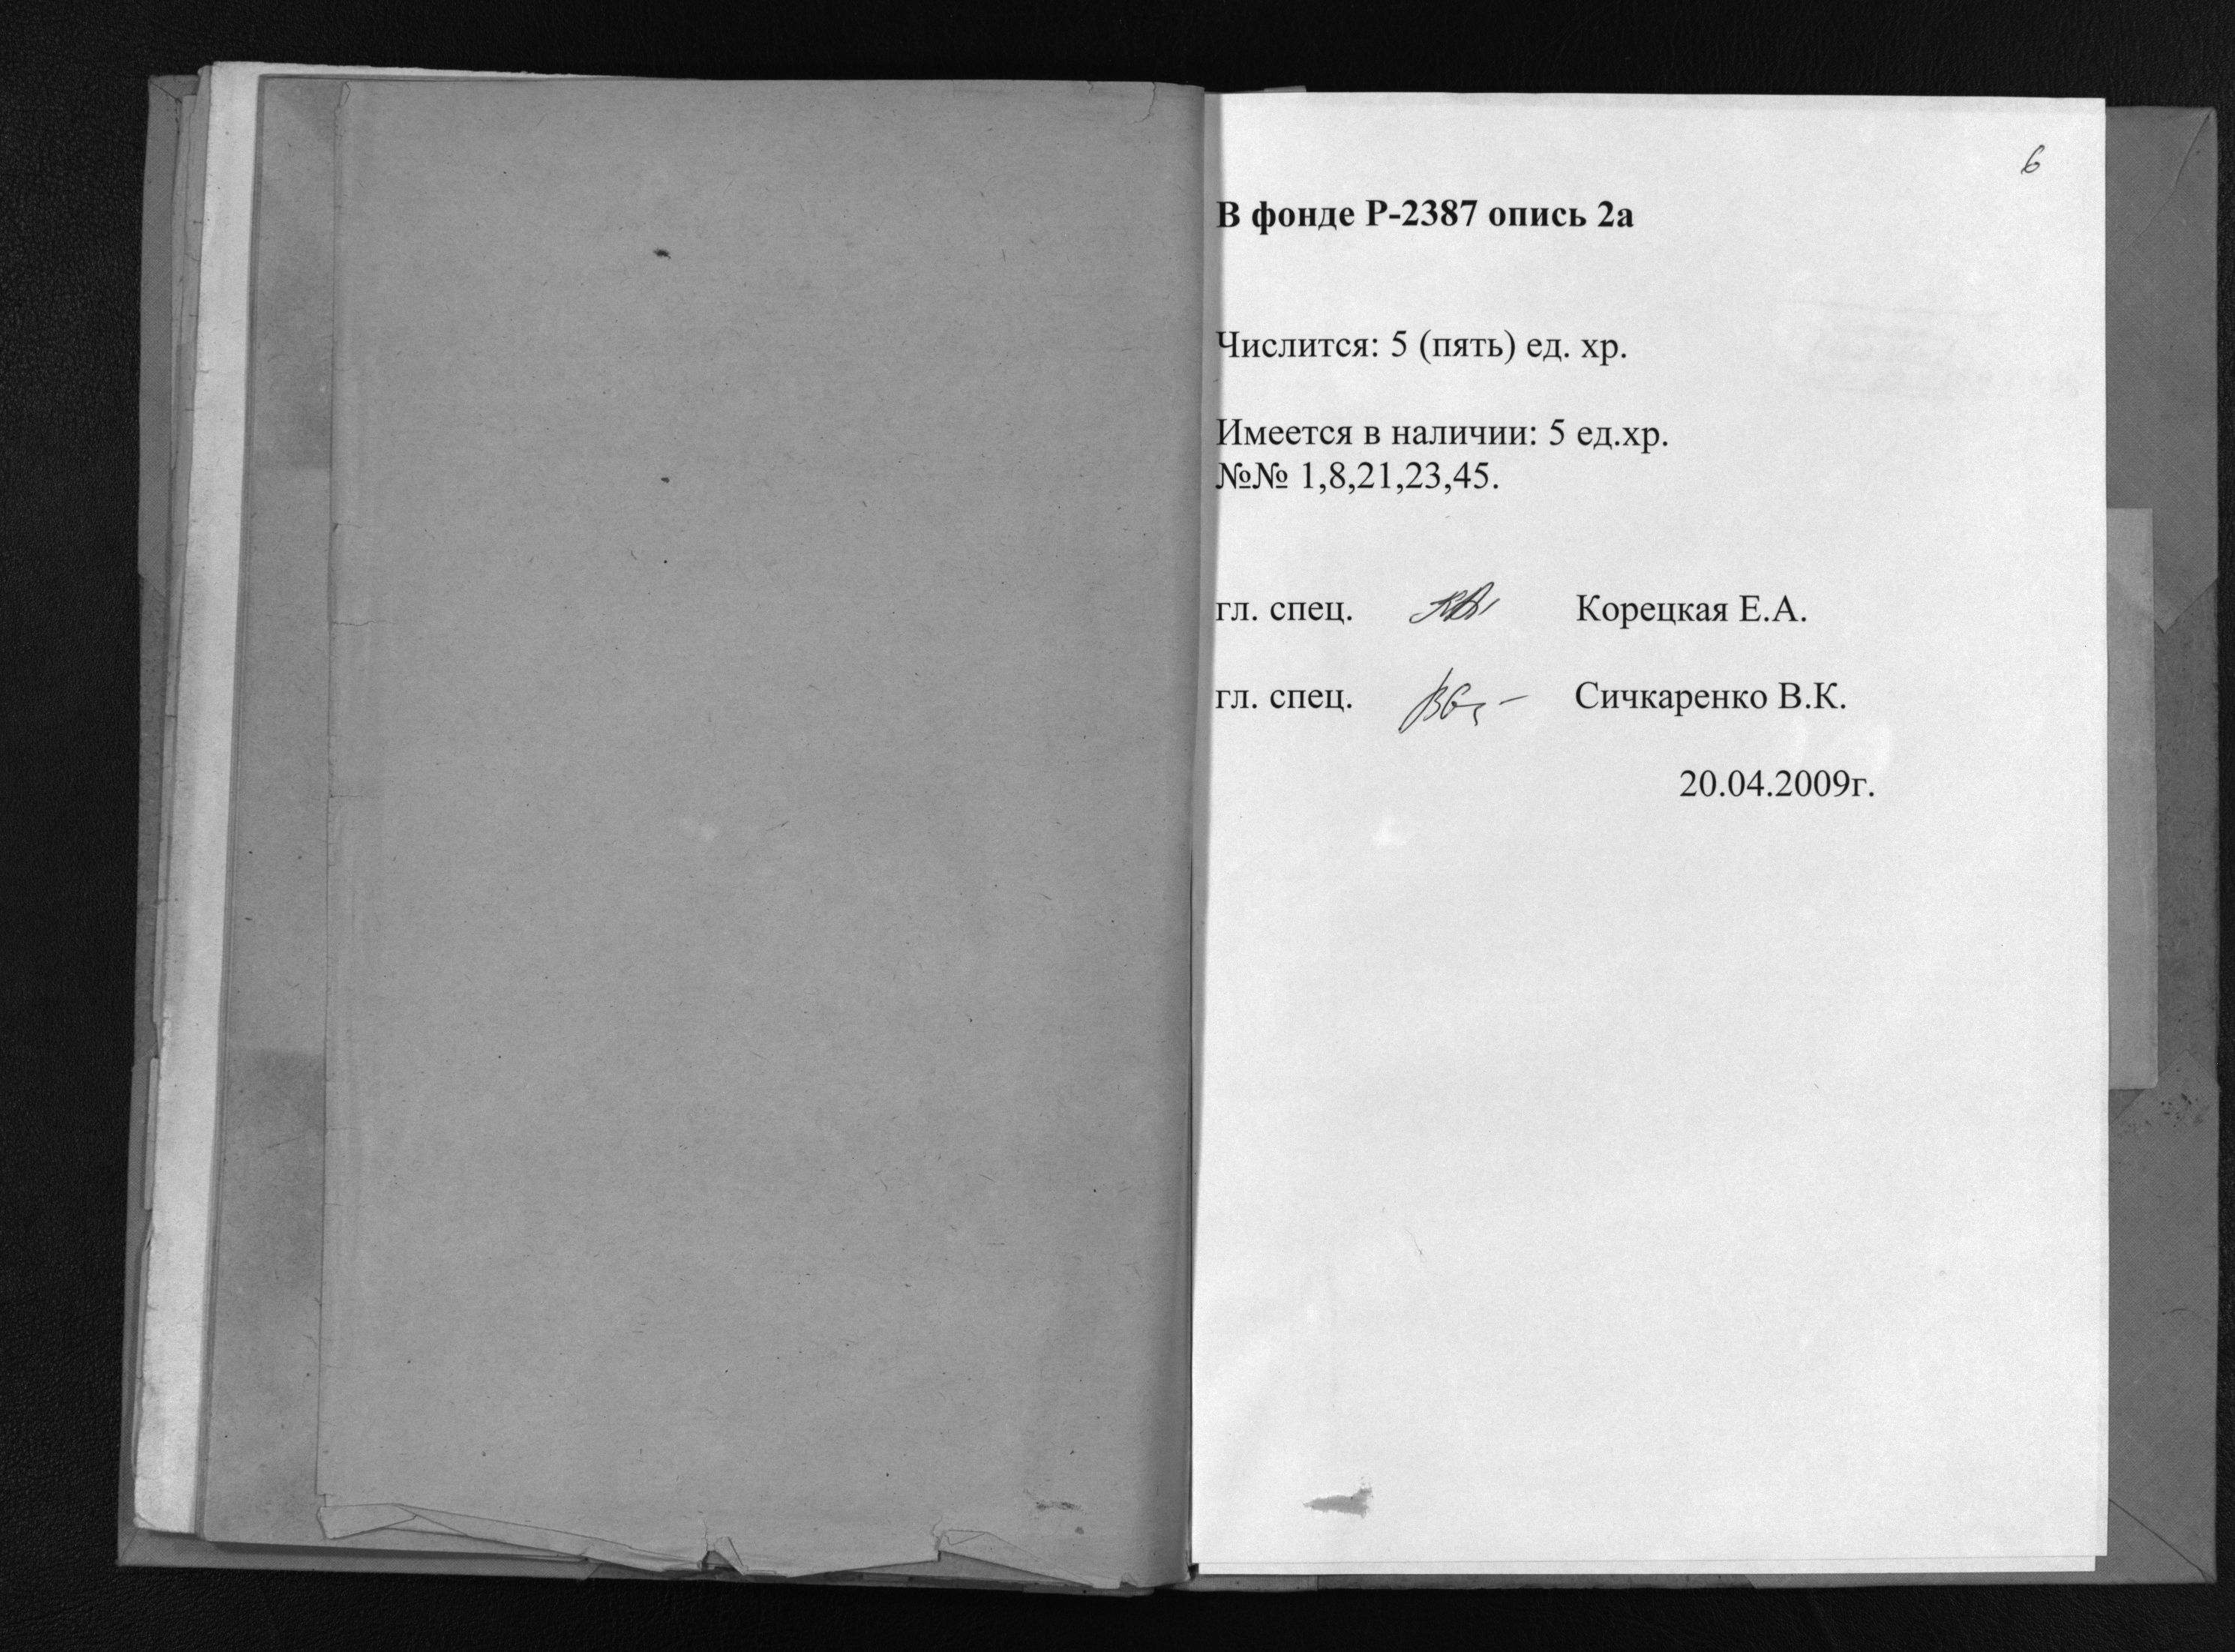 6
В фонде Р-2387 опись 2а
Числится: 5 (пять) ед. хр.
Имеется в наличии: 5 ед.хр.
№№ 1,8,21,23,45.
гл. спец. Корецкая Е.А.
гл. спец. Сичкаренко В.К.
20.04.2009г.